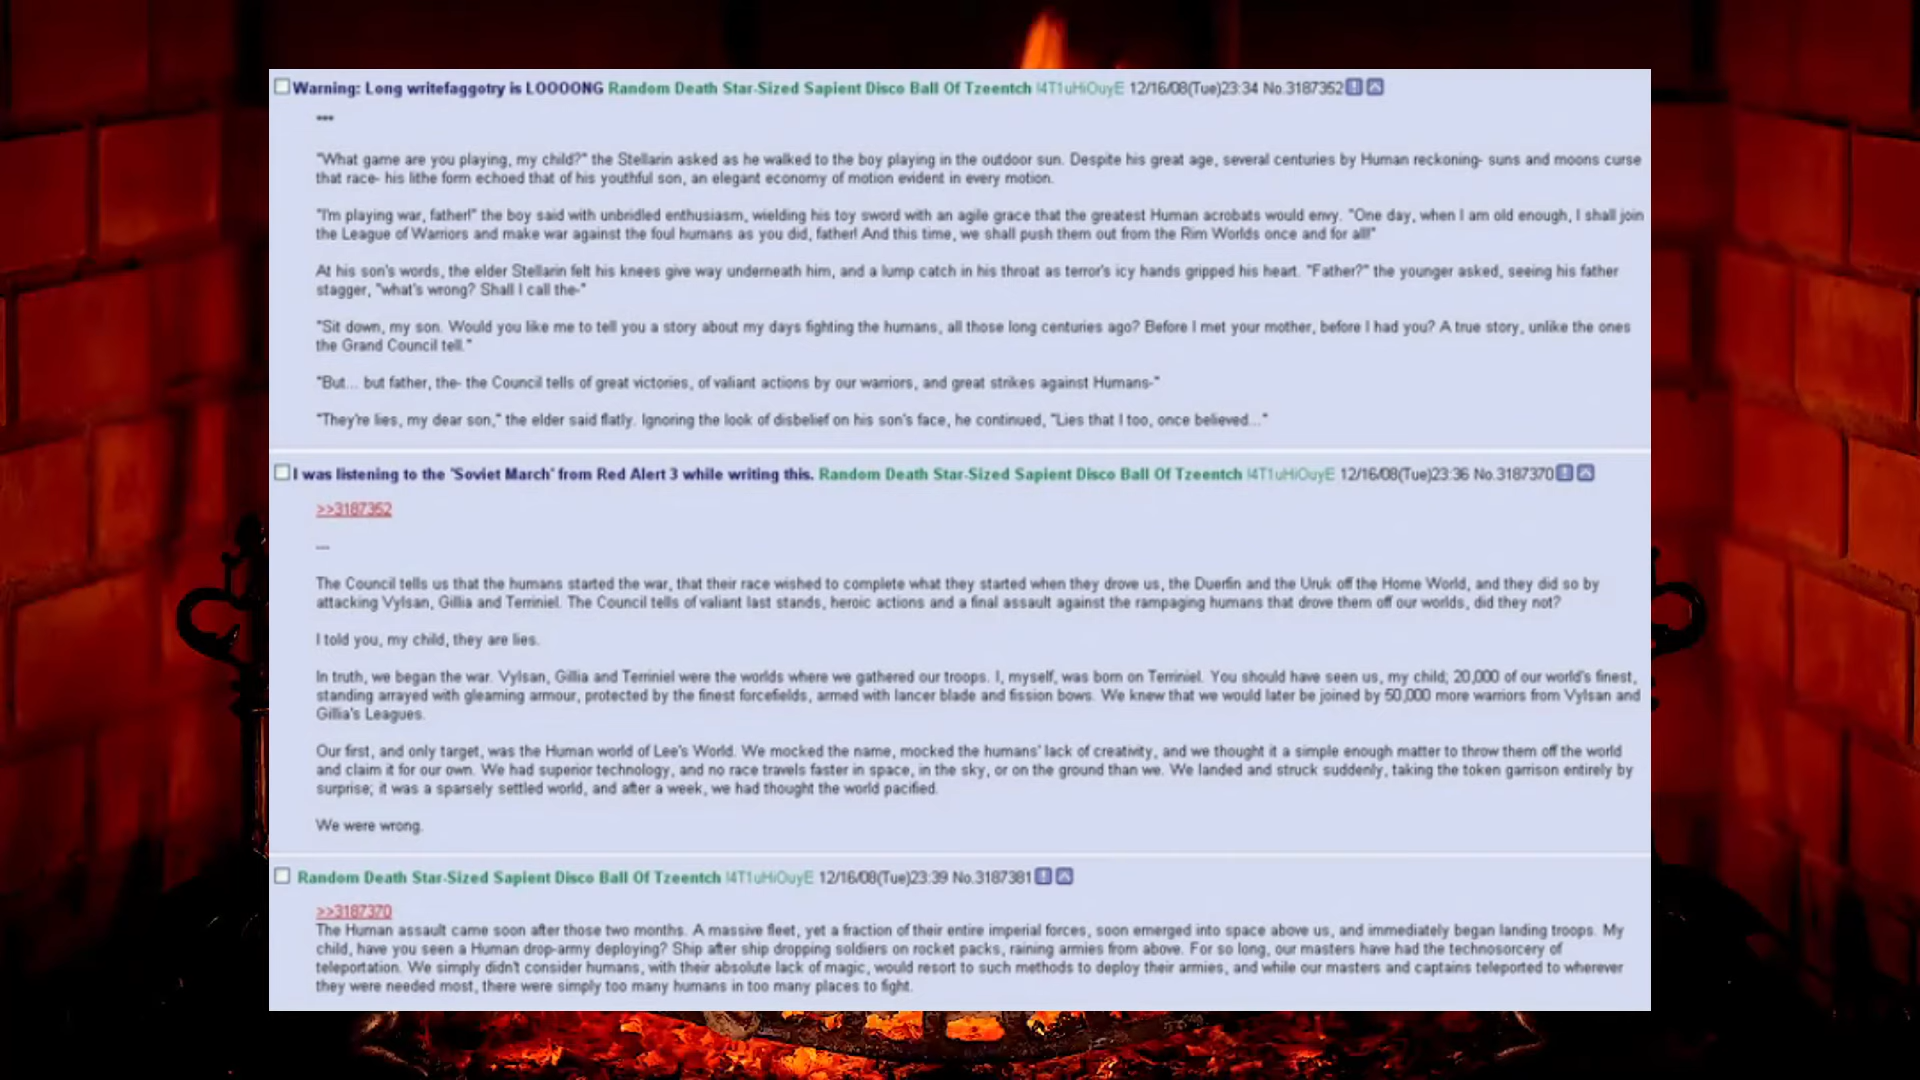 Warning: Long writefaggotry is LOOOONG Random Death Star-Sized Sapient Disco Ball Of Tzeentch !4T1uHiOuyE 12/16/08(Tue)23:34 No.3187352
***
"What game are you playing, my child?" the Stellarin asked as he walked to the boy playing in the outdoor sun. Despite his great age, several centuries by Human reckoning- suns and moons curse
that race- his lithe form echoed that of his youthful son, an elegant economy of motion evident in every motion.
"I'm playing war, father!" the boy said with unbridled enthusiasm, wielding his toy sword with an agile grace that the greatest Human acrobats would envy. "One day, when I am old enough, I shall join
the League of Warriors and make war against the foul humans as you did, father! And this time, we shall push them out from the Rim Worlds once and for all!"
At his son's words, the elder Stellarin felt his knees give way underneath him, and a lump catch in his throat as terror's icy hands gripped his heart. "Father?" the younger asked, seeing his father
stagger, "what's wrong? Shall I call the-"
"Sit down, my son. Would you like me to tell you a story about my days fighting the humans, all those long centuries ago? Before I met your mother, before I had you? A true story, unlike the ones
the Grand Council tell."
"But... but father, the- the Council tells of great victories, of valiant actions by our warriors, and great strikes against Humans-"
"They're lies, my dear son," the elder said flatly. Ignoring the look of disbelief on his son's face, he continued, "Lies that I too, once believed..."
I was listening to the 'Soviet March' from Red Alert 3 while writing this. Random Death Star-Sized Sapient Disco Ball Of Tzeentch !4T1uHiOuyE 12/16/08(Tue)23:36 No.3187370
>>3187352
---
The Council tells us that the humans started the war, that their race wished to complete what they started when they drove us, the Duerfin and the Uruk off the Home World, and they did so by
attacking Vylsan, Gillia and Terriniel. The Council tells of valiant last stands, heroic actions and a final assault against the rampaging humans that drove them off our worlds, did they not?
I told you, my child, they are lies.
In truth, we began the war. Vylsan, Gillia and Terriniel were the worlds where we gathered our troops. I, myself, was born on Terriniel. You should have seen us, my child; 20,000 of our world's finest,
standing arrayed with gleaming armour, protected by the finest forcefields, armed with lancer blade and fission bows. We knew that we would later be joined by 50,000 more warriors from Vylsan and
Gillia's Leagues.
Our first, and only target, was the Human world of Lee's World. We mocked the name, mocked the humans' lack of creativity, and we thought it a simple enough matter to throw them off the world
and claim it for our own. We had superior technology, and no race travels faster in space, in the sky, or on the ground than we. We landed and struck suddenly, taking the token garrison entirely by
surprise; it was a sparsely settled world, and after a week, we had thought the world pacified.
We were wrong.
Random Death Star-Sized Sapient Disco Ball Of Tzeentch !4T1uHiOuyE 12/16/08(Tue)23:39 No.3187381
>>3187370
The Human assault came soon after those two months. A massive fleet, yet a fraction of their entire imperial forces, soon emerged into space above us, and immediately began landing troops. My
child, have you seen a Human drop-army deploying? Ship after ship dropping soldiers on rocket packs, raining armies from above. For so long, our masters have had the technosorcery of
teleportation. We simply didn't consider humans, with their absolute lack of magic, would resort to such methods to deploy their armies, and while our masters and captains teleported to wherever
they were needed most, there were simply too many humans in too many places to fight.